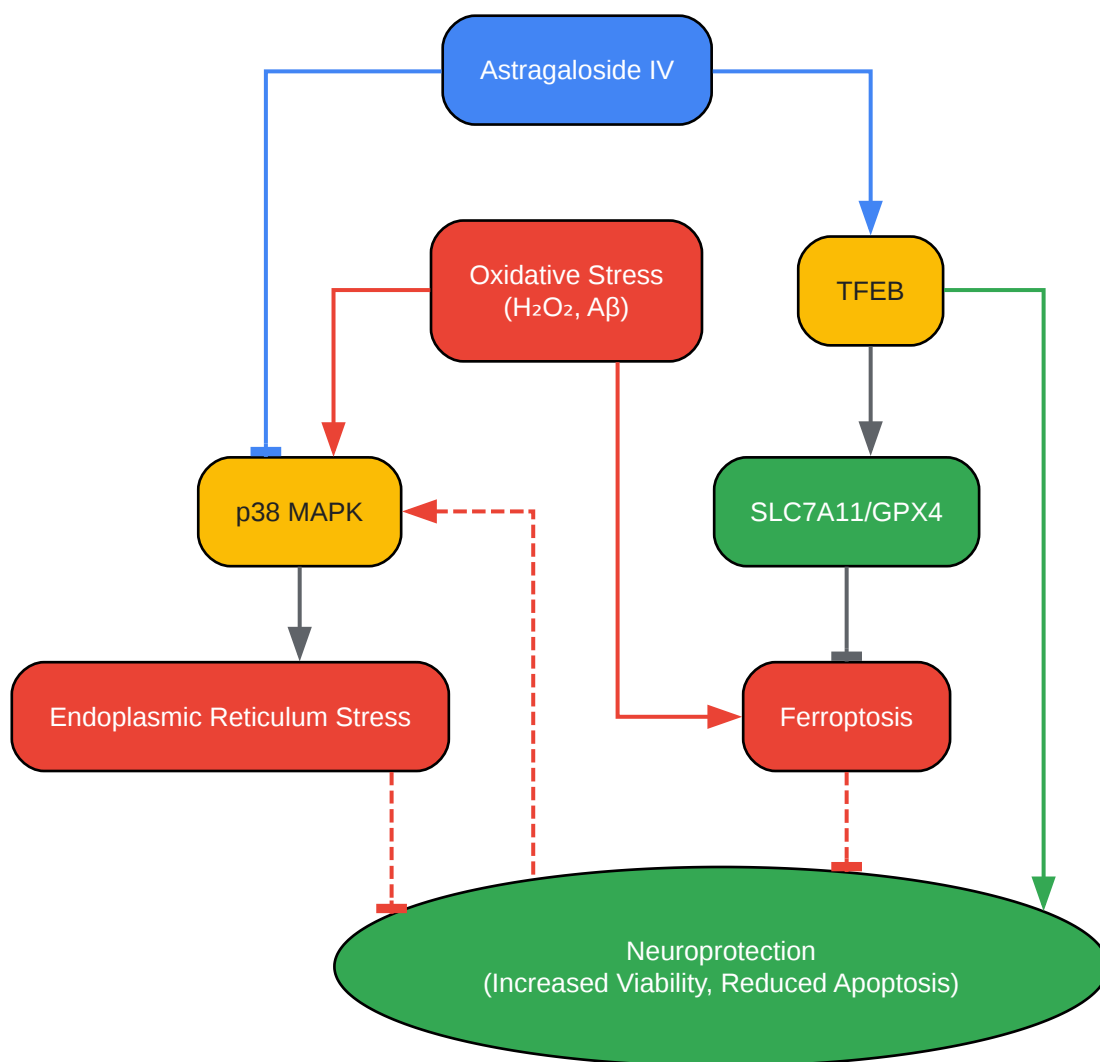 Astragaloside IV
Oxidative Stress
(H₂O₂, Aβ)
TFEB
p38 MAPK
SLC7A11/GPX4
Endoplasmic Reticulum Stress
Ferroptosis
Neuroprotection
(Increased Viability, Reduced Apoptosis)